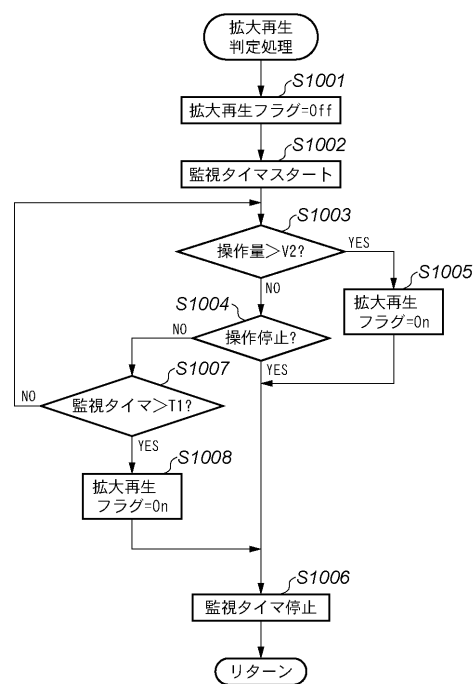 拡大再生
判定処理
S1001
拡大再生フラグ=Off
S1002
監視タイマスタート
S1003
操作量>V2?
YES
NO
S1005
拡大再生
フラグ=On
S1004
操作停止?
NO
YES
S1007
監視タイマ>T1?
NO
YES
S1008
拡大再生
フラグ=On
S1006
監視タイマ停止
リターン